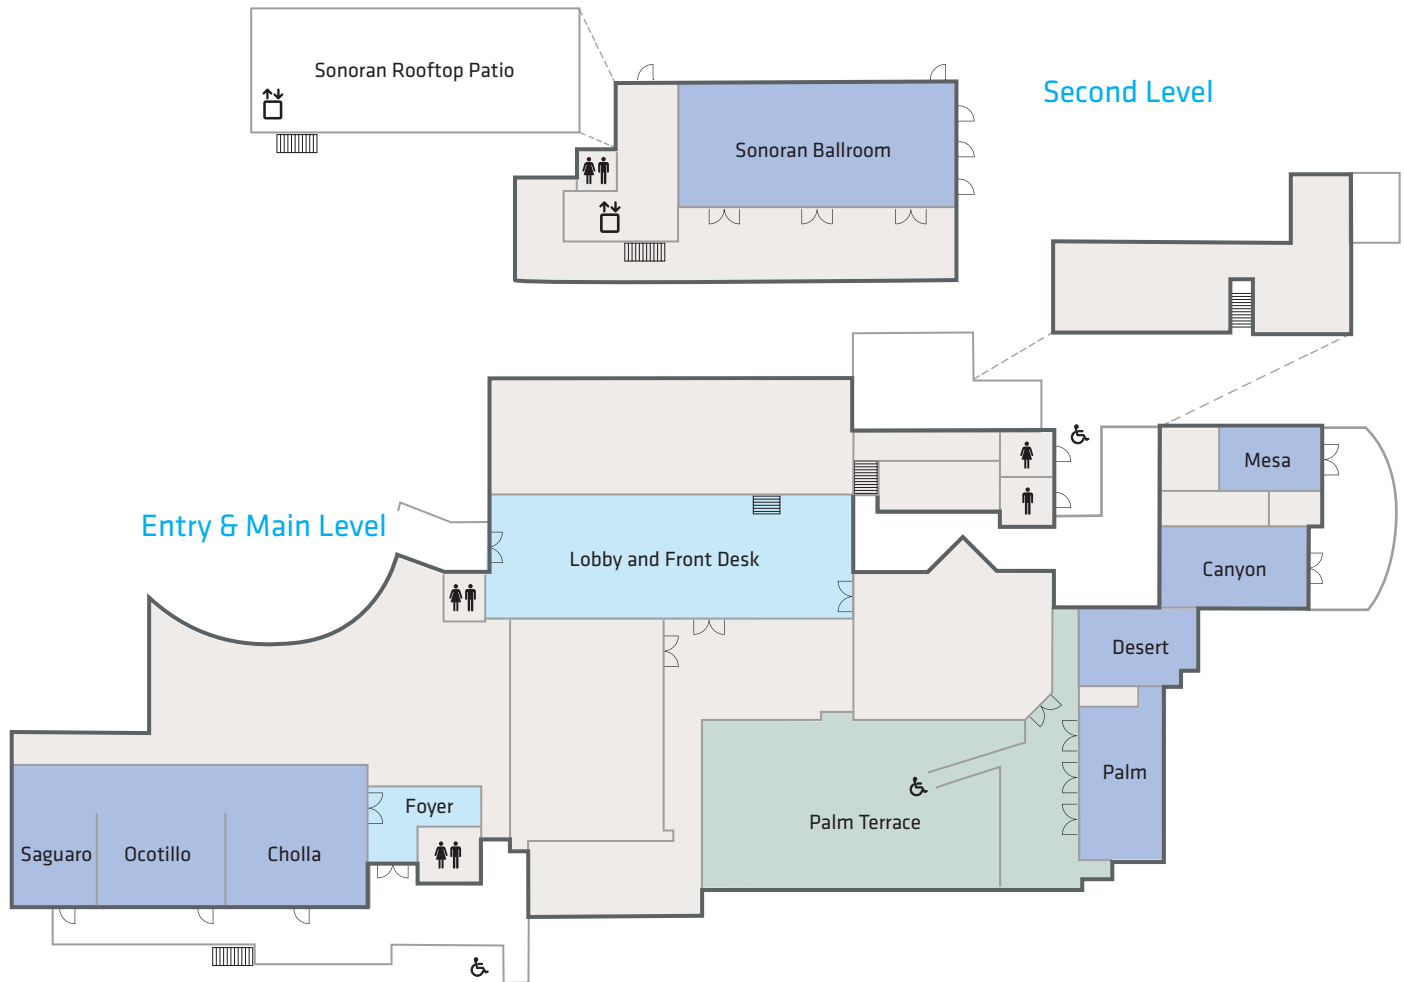 Sonoran Rooftop Patio
Second Level
Sonoran Ballroom
Mesa
Entry & Main Level
Lobby and Front Desk
Canyon
Desert
Palm
Foyer
Palm Terrace
Saguaro
Ocotillo
Cholla